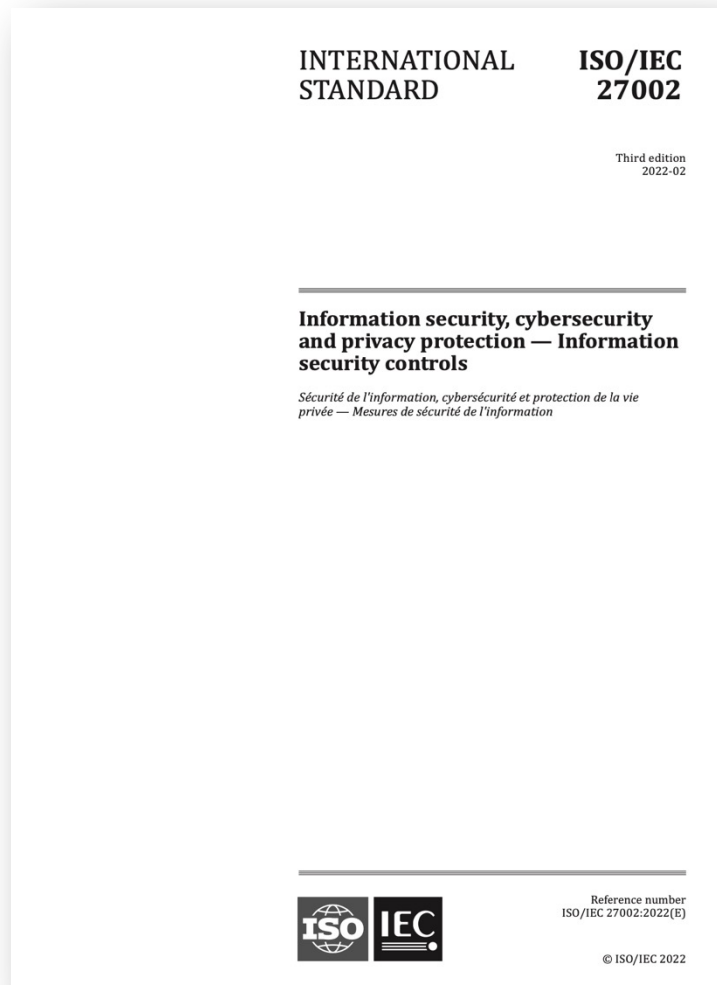 INTERNATIONAL STANDARD
ISO/IEC 27002
Third edition
2022-02
Information security, cybersecurity
and privacy protection — Information
security controls
Sécurité de l'information, cybersécurité et protection de la vie
privée — Mesures de sécurité de l'information
ISO
IEC
Reference number
ISO/IEC 27002:2022(E)
© ISO/IEC 2022